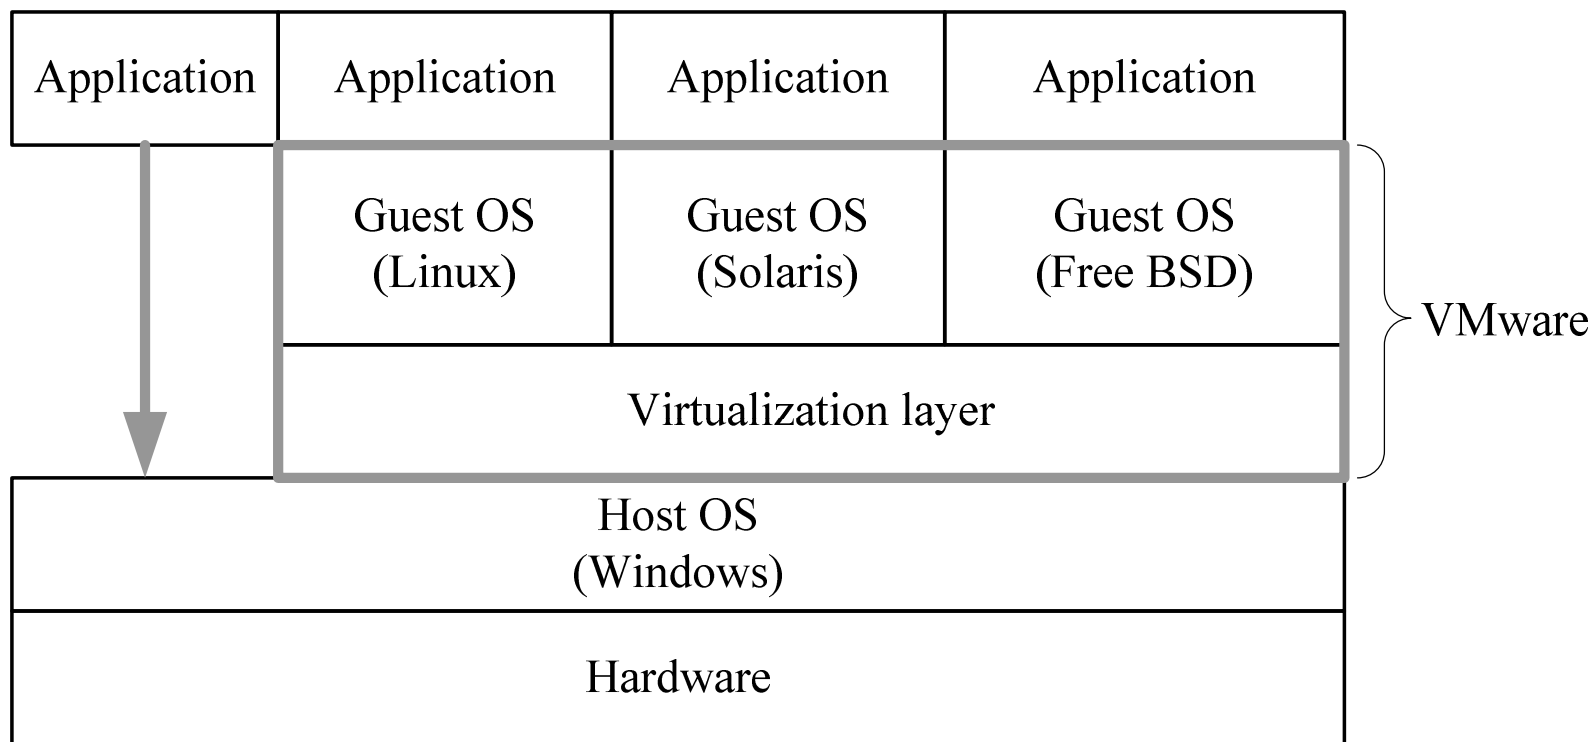 Application
Application
Application
Application
Guest OS
(Linux)
Guest OS
(Solaris)
Guest OS
(Free BSD)
VMware
Virtualization layer
Host OS
(Windows)
Hardware